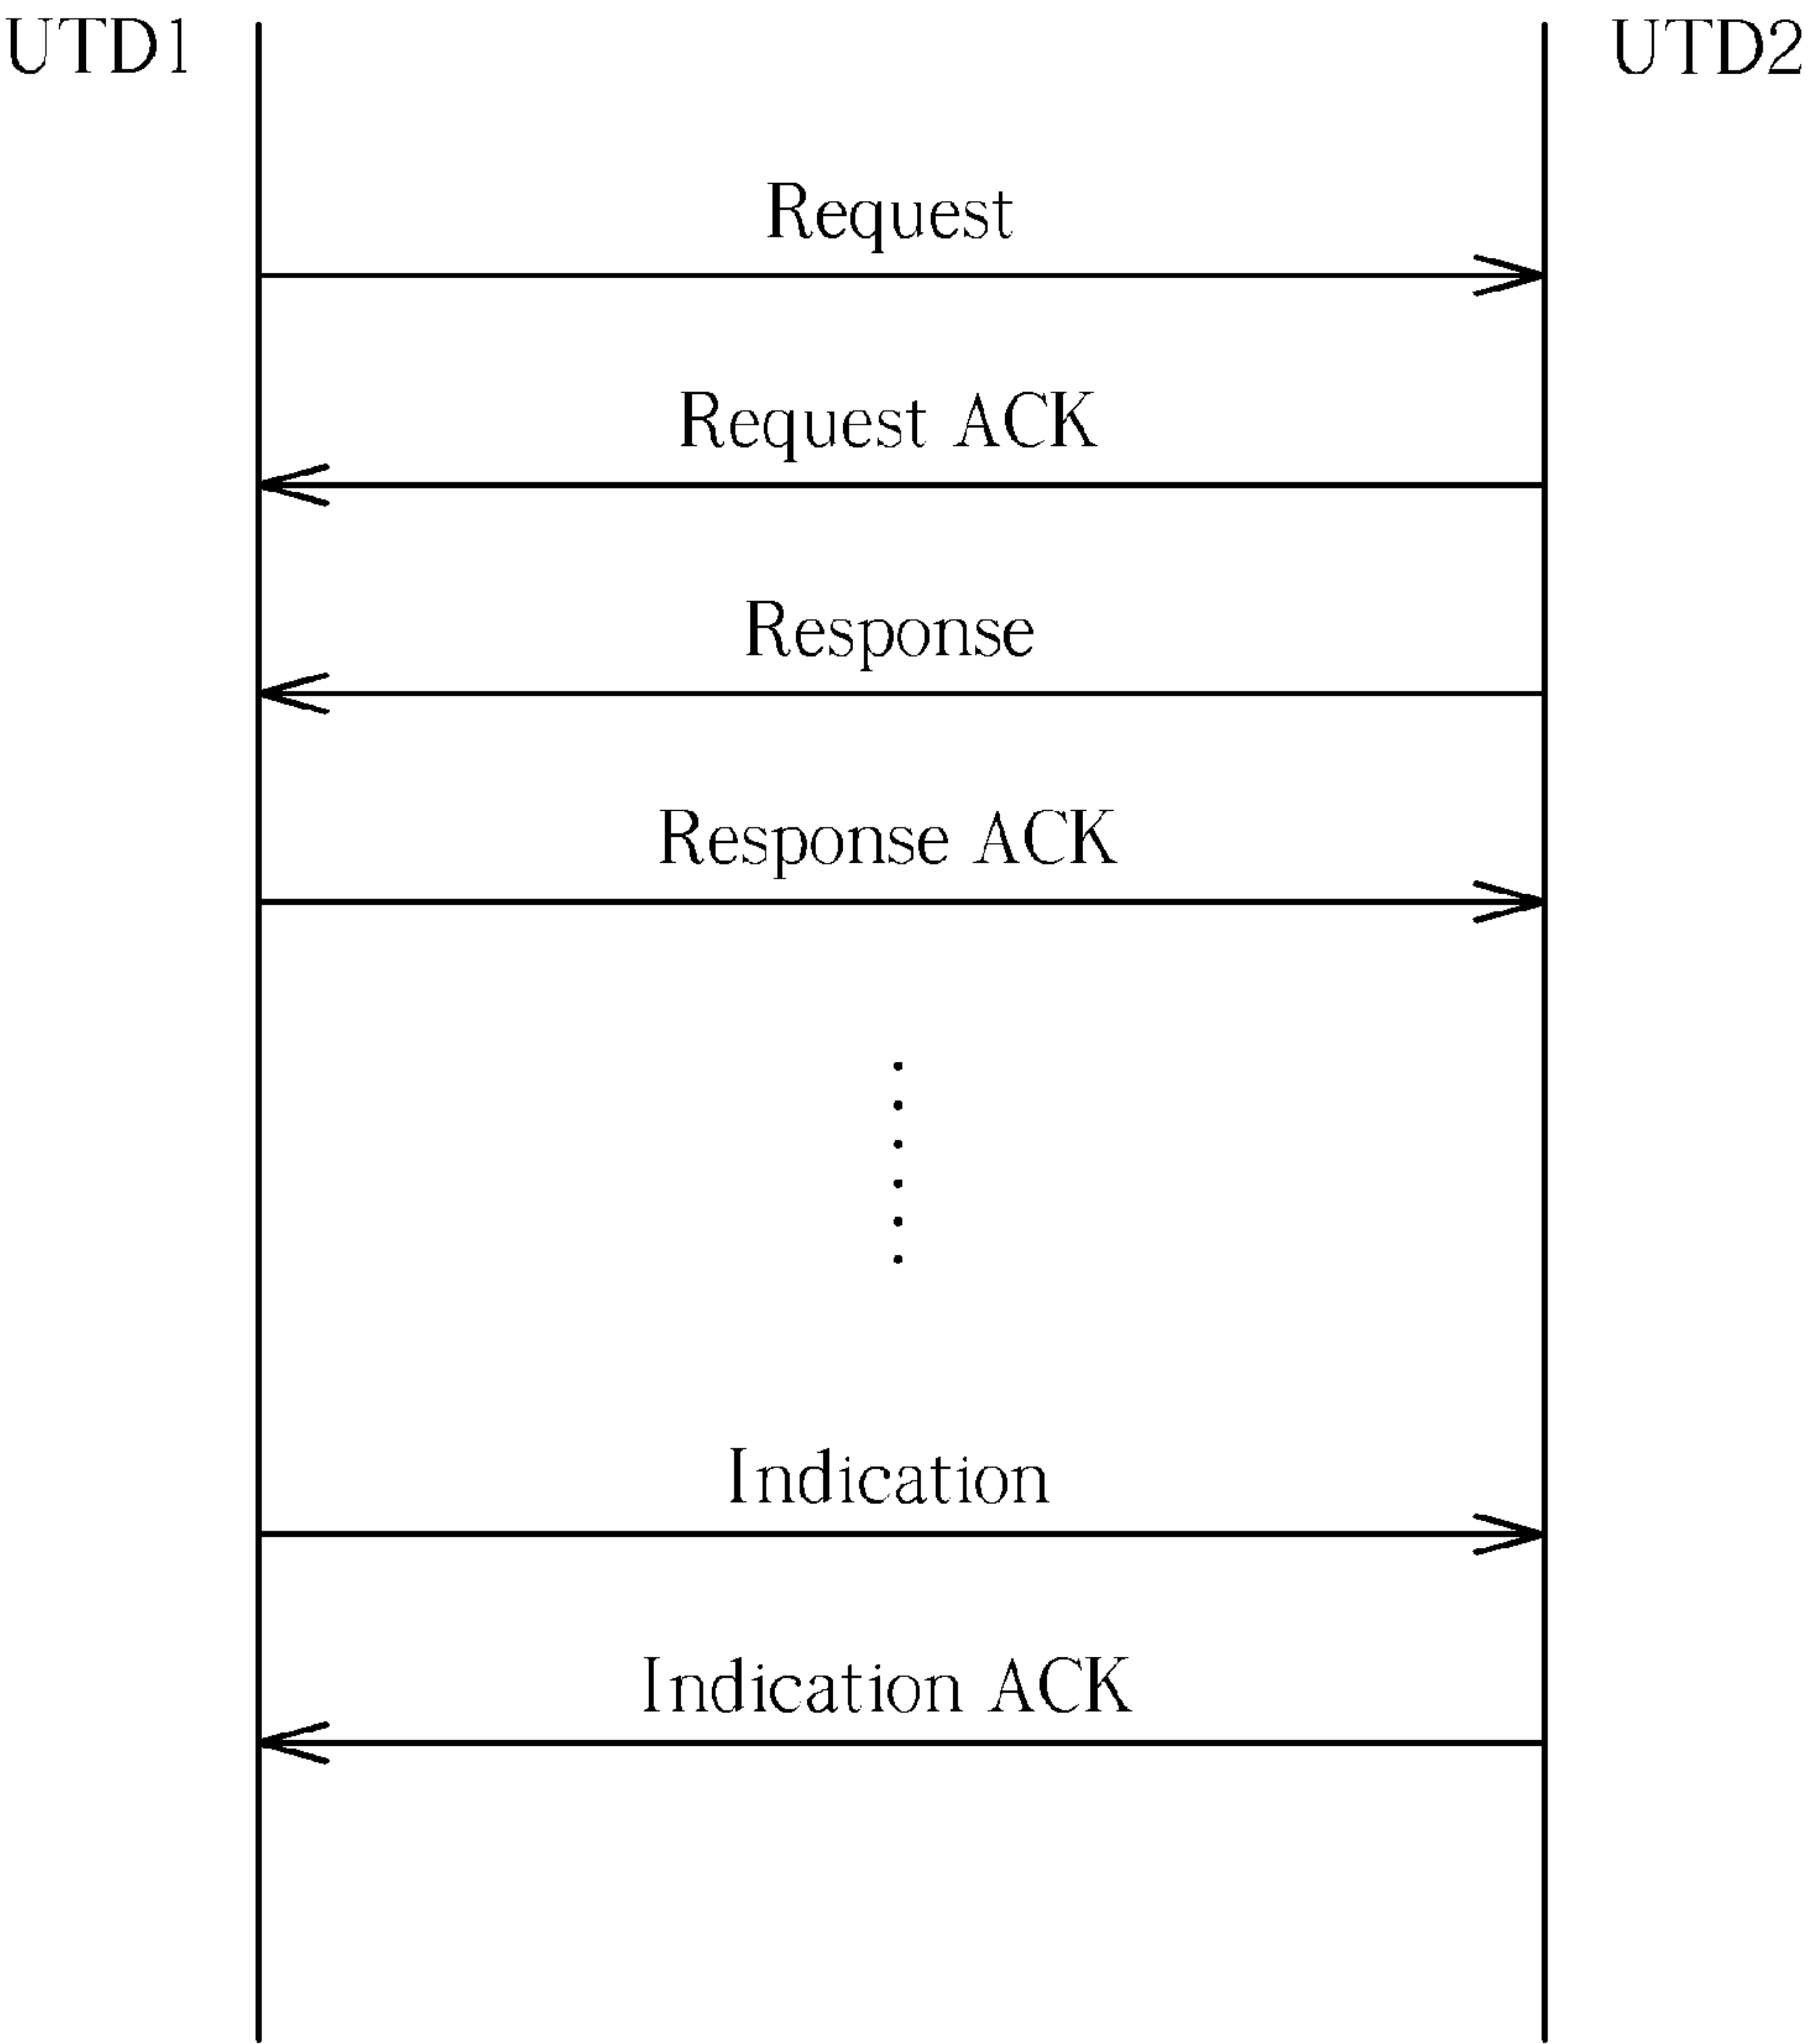 UTD1
UTD2
Request
Request ACK
Response
Response ACK
Indication
Indication ACK